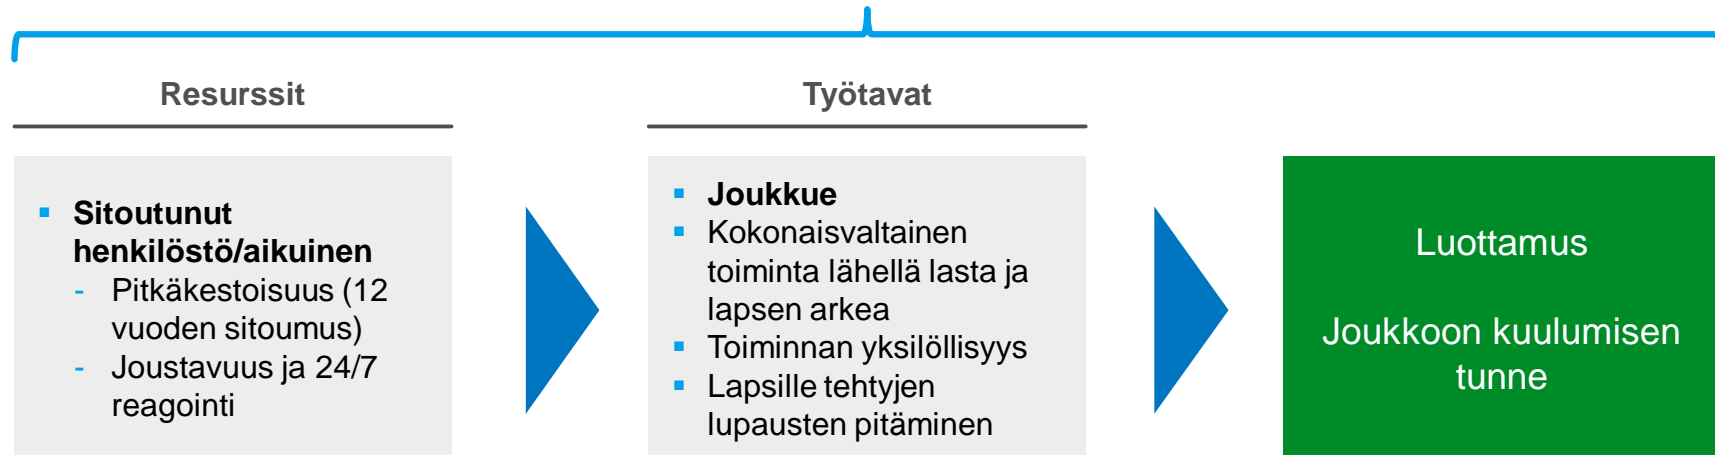 Resurssit
Sitoutunut
henkilöstö/aikuinen
- Pitkäkestoisuus (12
vuoden sitoumus)
- Joustavuus ja 24/7
reagointi
Työtavat
Joukkue
Kokonaisvaltainen
toiminta lähellä lasta ja
lapsen arkea
Toiminnan yksilöllisyys
Lapsille tehtyjen
lupausten pitäminen
Luottamus
Joukkoon kuulumisen
tunne